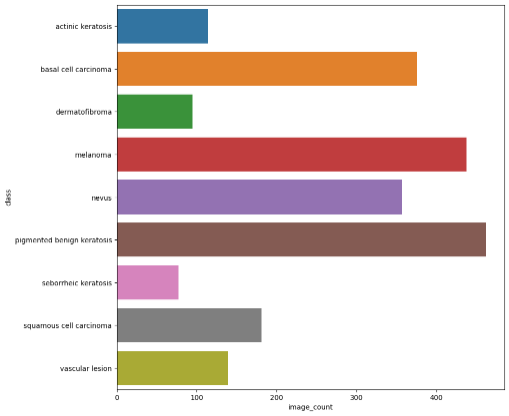 actinic keratosis
basal cell carcinoma
dermatofibroma
melanoma
nevus
pigmented benign keratosis
seborrheic keratosis
squamous cell carcinoma
vascular lesion
class
0 100 200 300 400
image_count